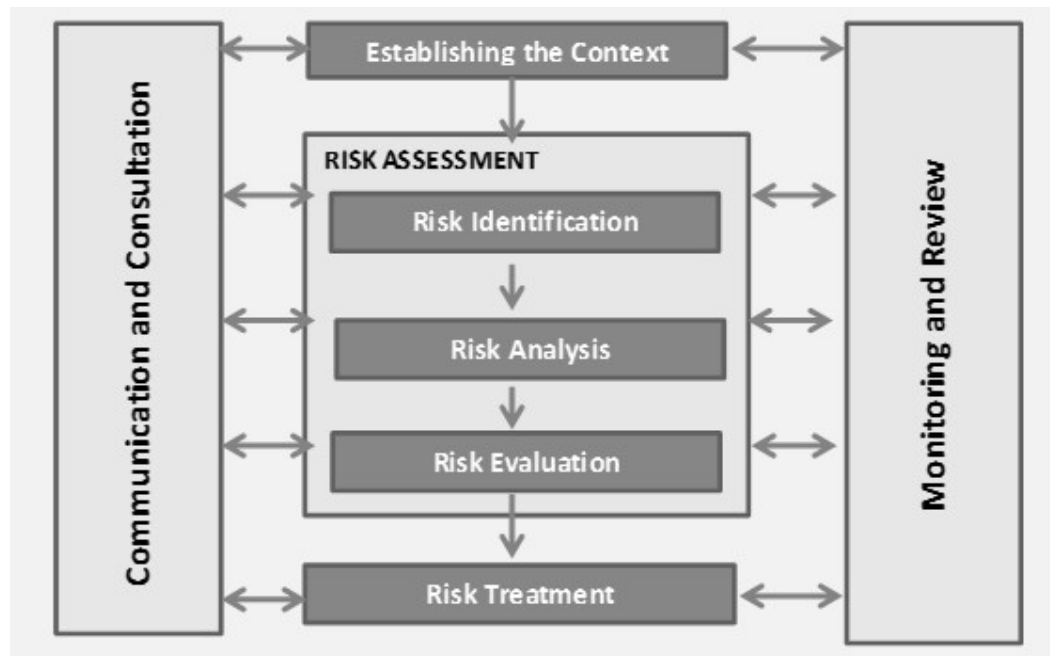 Communication and Consultation
Establishing the Context
RISK ASSESSMENT
Risk Identification
Risk Analysis
Risk Evaluation
Risk Treatment
Monitoring and Review